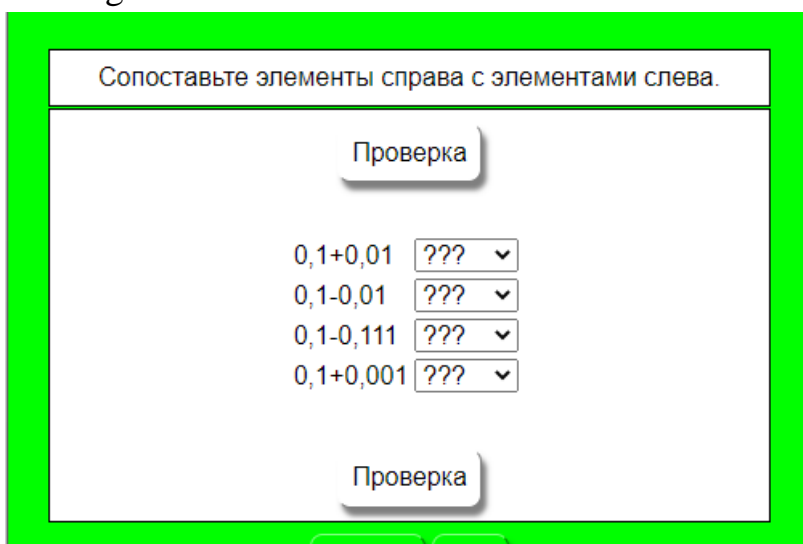 Сопоставьте элементы справа с элементами слева.
Проверка
0,1+0,01 ???
0,1-0,01 ???
0,1-0,111 ???
0,1+0,001 ???
Проверка